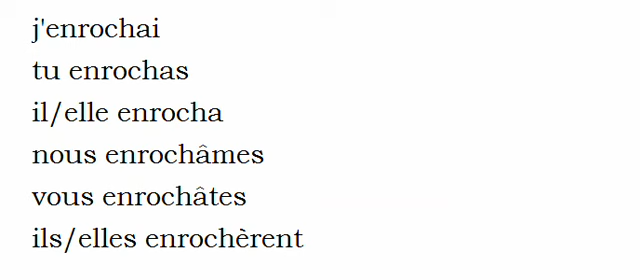 j'enrochai
tu enrochas
il/elle enrocha
nous enrochâmes
vous enrochâtes
ils/elles enrochèrent